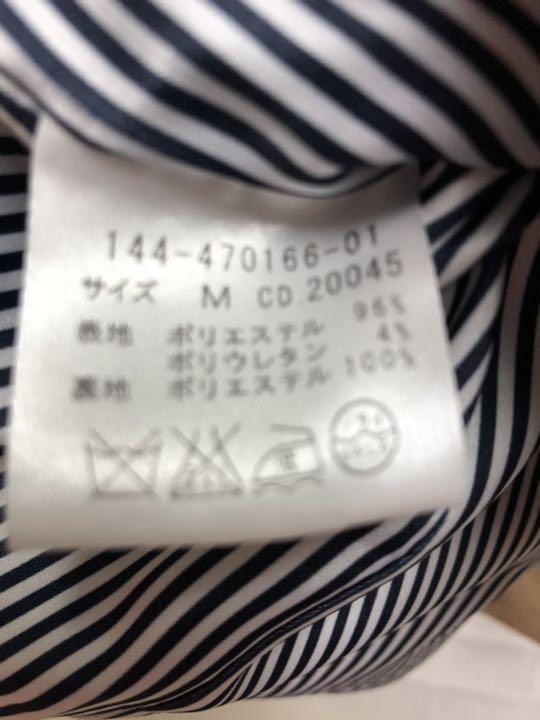 144-470166-01
サイズ M CD.20045
表地 ポリエステル 96%
ポリウレタン 4%
裏地 ポリエステル 100%